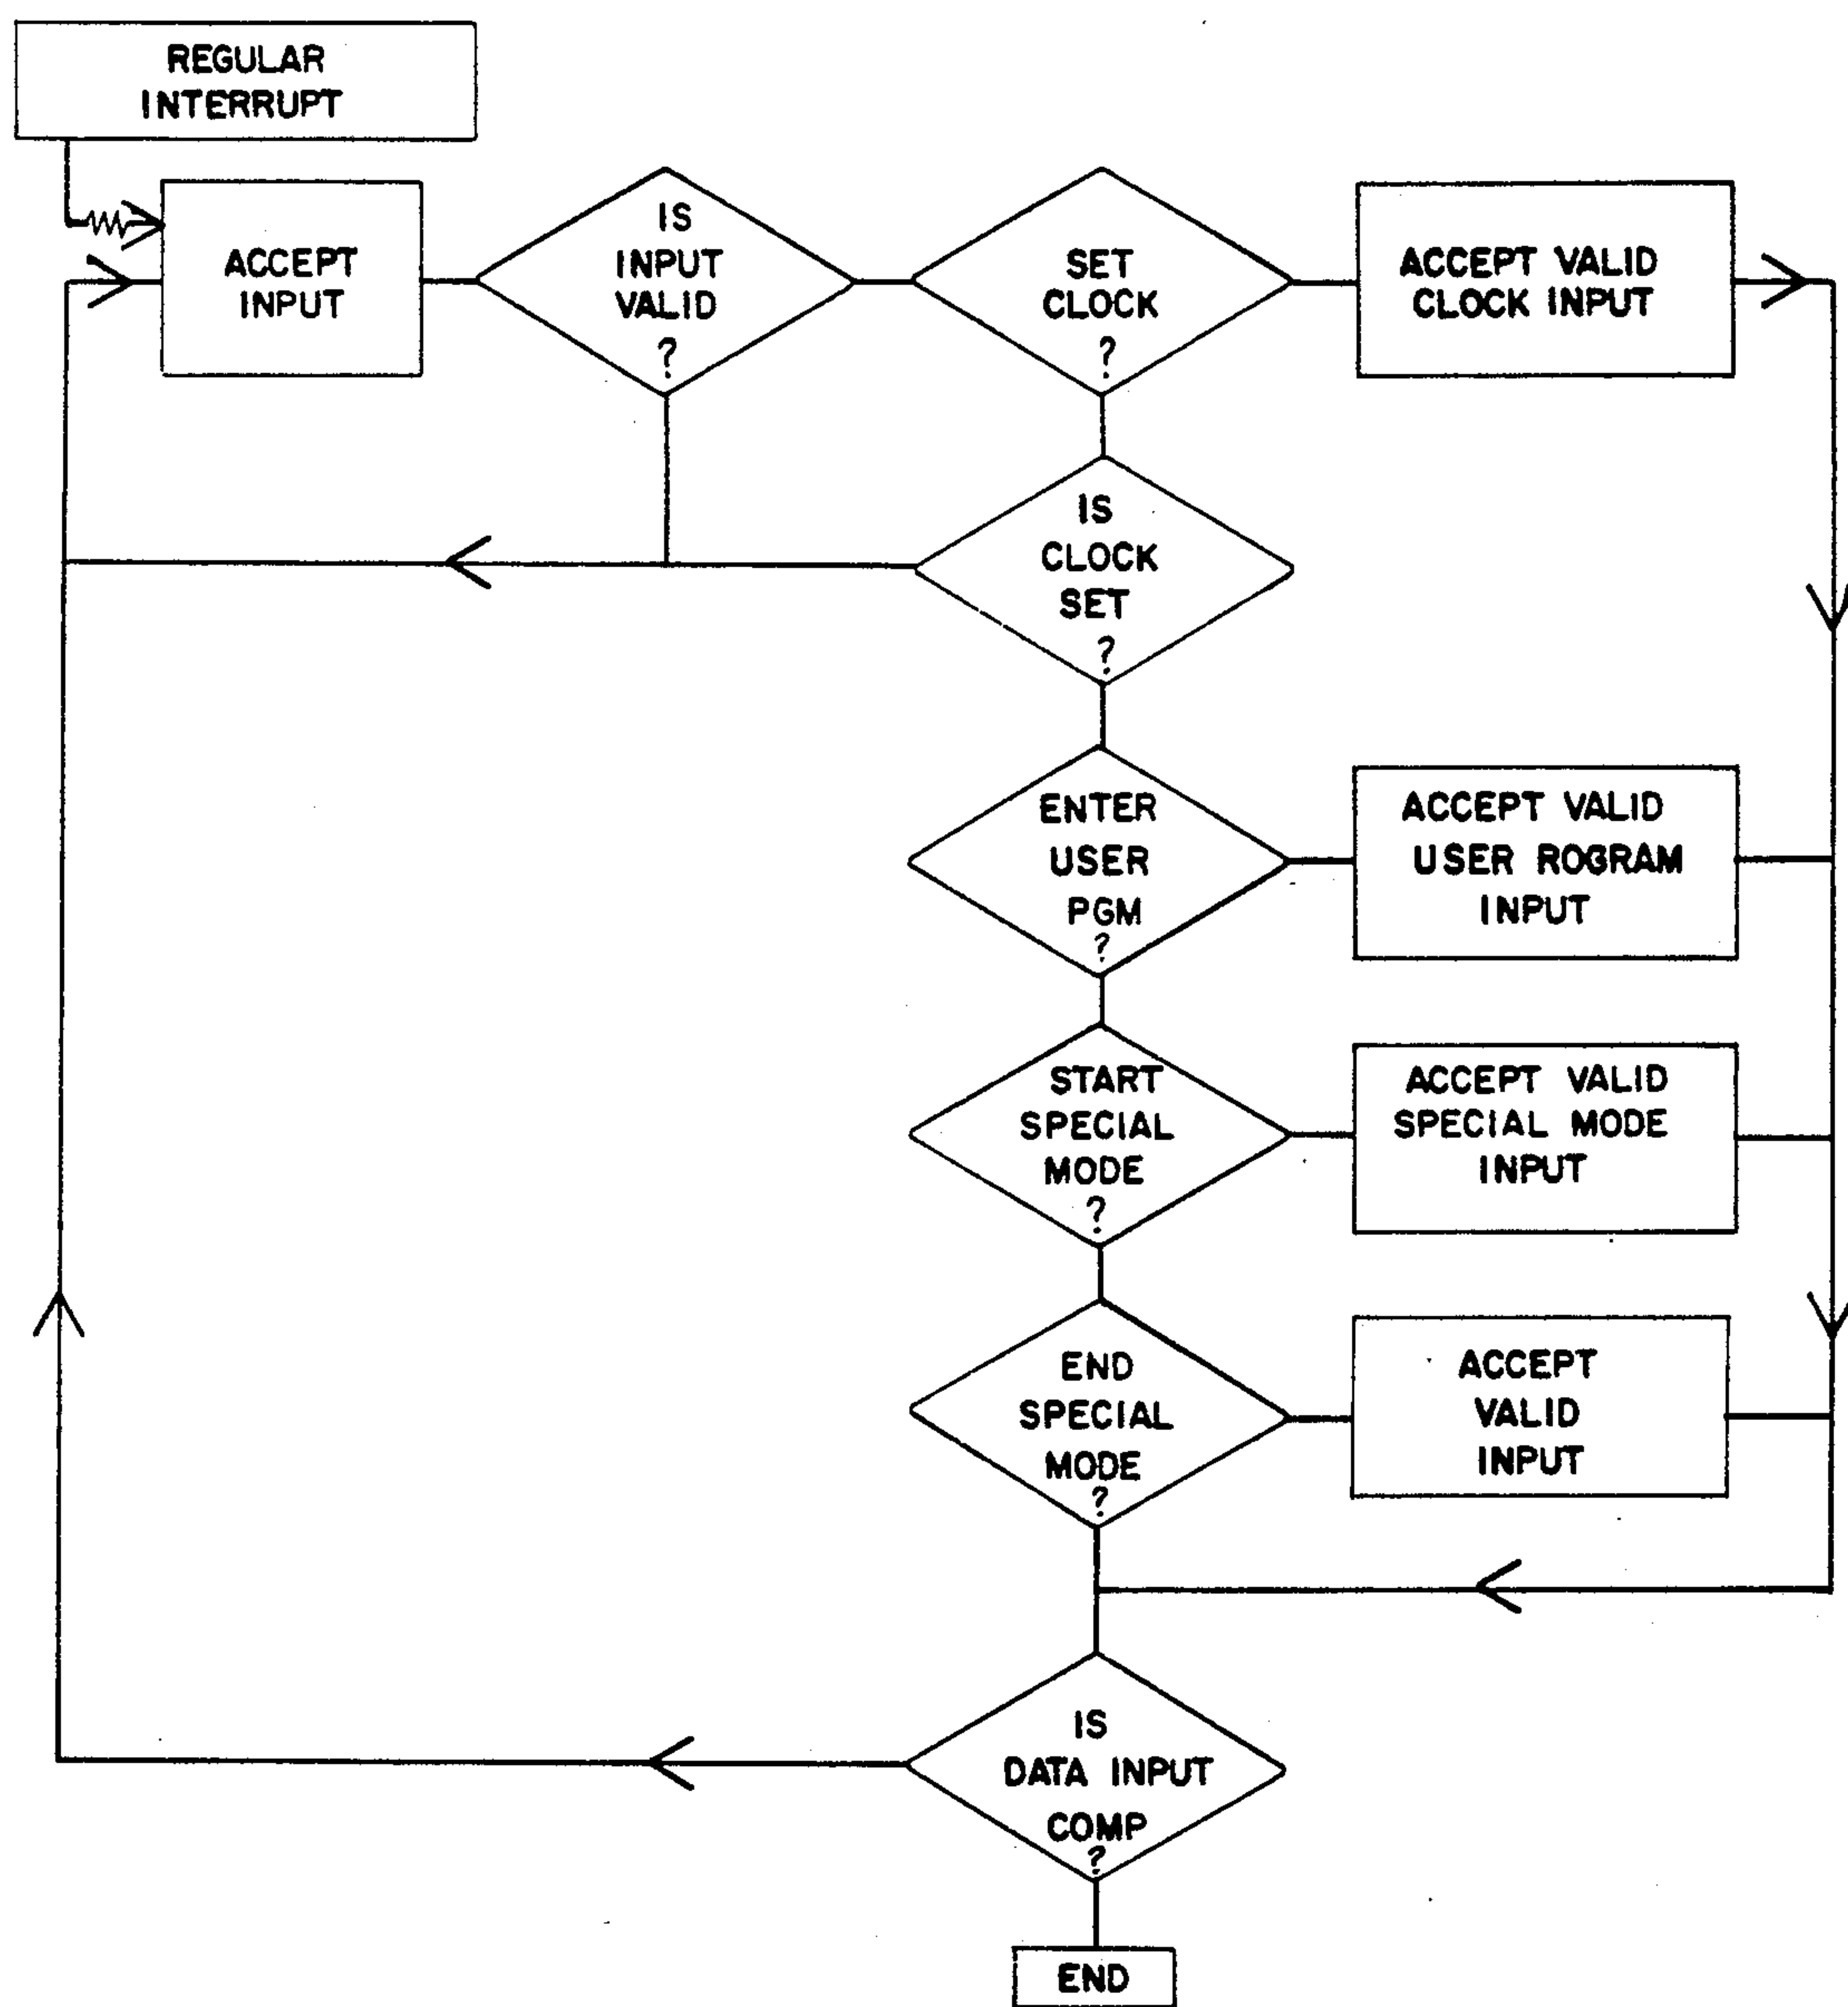 REGULAR
INTERRUPT
ACCEPT
INPUT
IS
INPUT
VALID
?
SET
CLOCK
?
ACCEPT VALID
CLOCK INPUT
IS
CLOCK
SET
?
ENTER
USER
PGM
?
ACCEPT VALID
USER ROGRAM
INPUT
START
SPECIAL
MODE
?
ACCEPT VALID
SPECIAL MODE
INPUT
END
SPECIAL
MODE
?
ACCEPT
VALID
INPUT
IS
DATA INPUT
COMP
?
END